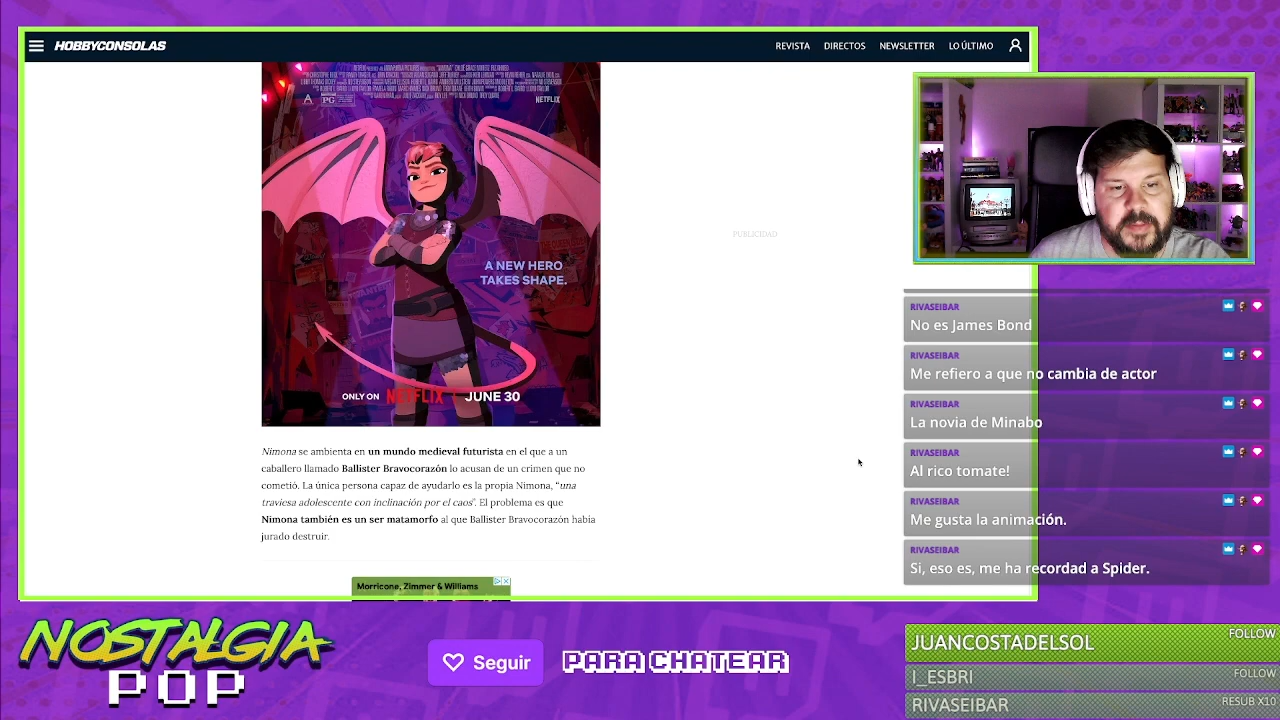 HOBBYCONSOLAS
REVISTA DIRECTOS NEWSLETTER LO ÚLTIMO
PG
NETFLIX
A NEW HERO
TAKES SHAPE.
ONLY ON NETFLIX JUNE 30
PUBLICIDAD
Nimona se ambienta en un mundo medieval futurista en el que a un
caballero llamado Ballister Bravocorazón lo acusan de un crimen que no
cometió. La única persona capaz de ayudarlo es la propia Nimona, “una
traviesa adolescente con inclinación por el caos”. El problema es que
Nimona también es un ser matamorfo al que Ballister Bravocorazón había
jurado destruir.
Morricone, Zimmer & Williams
RIVASEIBAR
No es James Bond
RIVASEIBAR
Me refiero a que no cambia de actor
RIVASEIBAR
La novia de Minabo
RIVASEIBAR
Al rico tomate!
RIVASEIBAR
Me gusta la animación.
RIVASEIBAR
Si, eso es, me ha recordad a Spider.
NOSTALGIA
POP
Seguir
PARA CHATEAR
JUANCOSTADELSOL FOLLOW
I_ESBRI FOLLOW
RIVASEIBAR RESUB X10